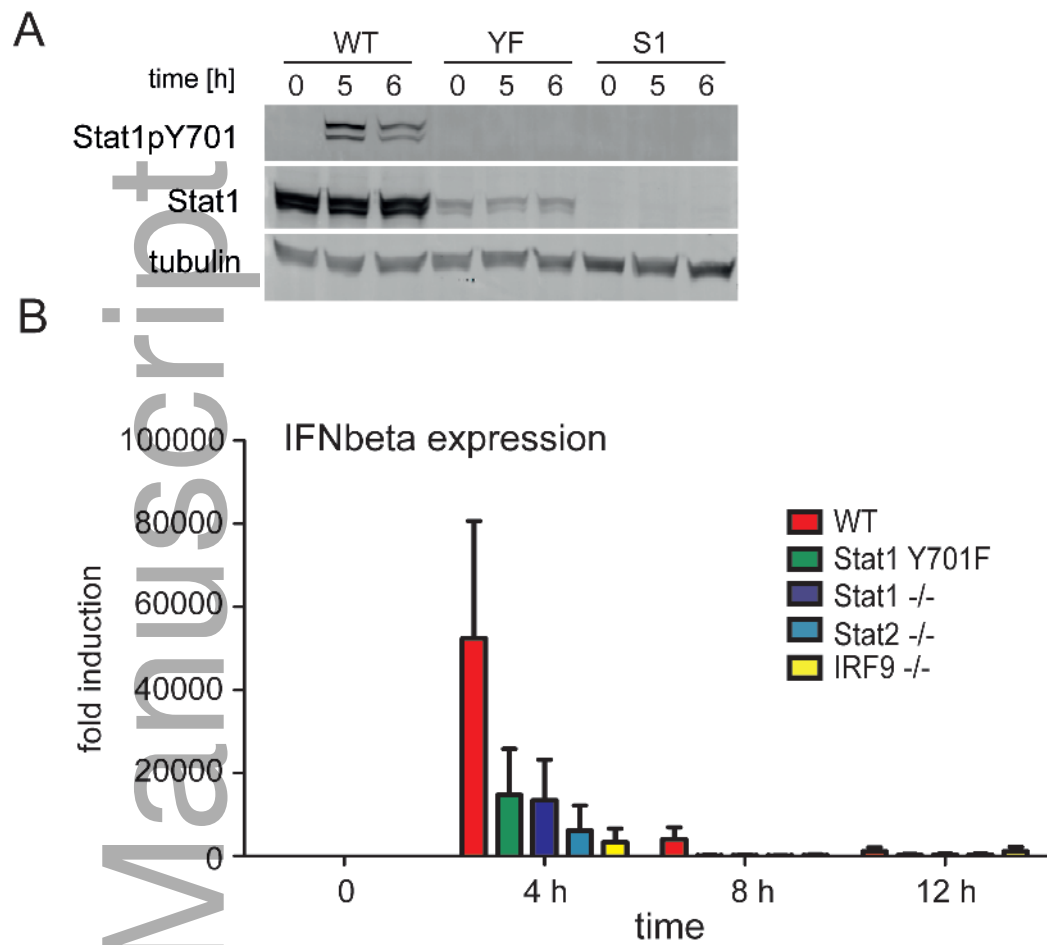 A
WT YF S1
time [h] 0 5 6 0 5 6 0 5 6
Stat1pY701
Stat1
tubulin
B
IFNbeta expression
100000
80000
60000
40000
20000
0
fold induction
WT
Stat1 Y701F
Stat1 -/-
Stat2 -/-
IRF9 -/-
0 4 h 8 h 12 h
time
Manuscript